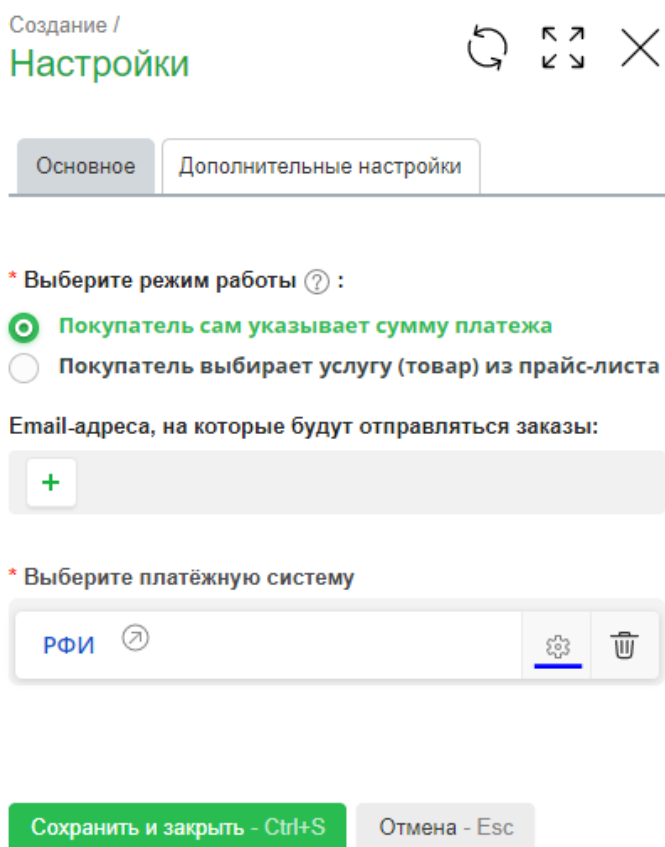 Создание /
Настройки
Основное
Дополнительные настройки
* Выберите режим работы ? :
Покупатель сам указывает сумму платежа
Покупатель выбирает услугу (товар) из прайс-листа
Email-адреса, на которые будут отправляться заказы:
+
* Выберите платёжную систему
РФИ
Сохранить и закрыть - Ctrl+S
Отмена - Esc